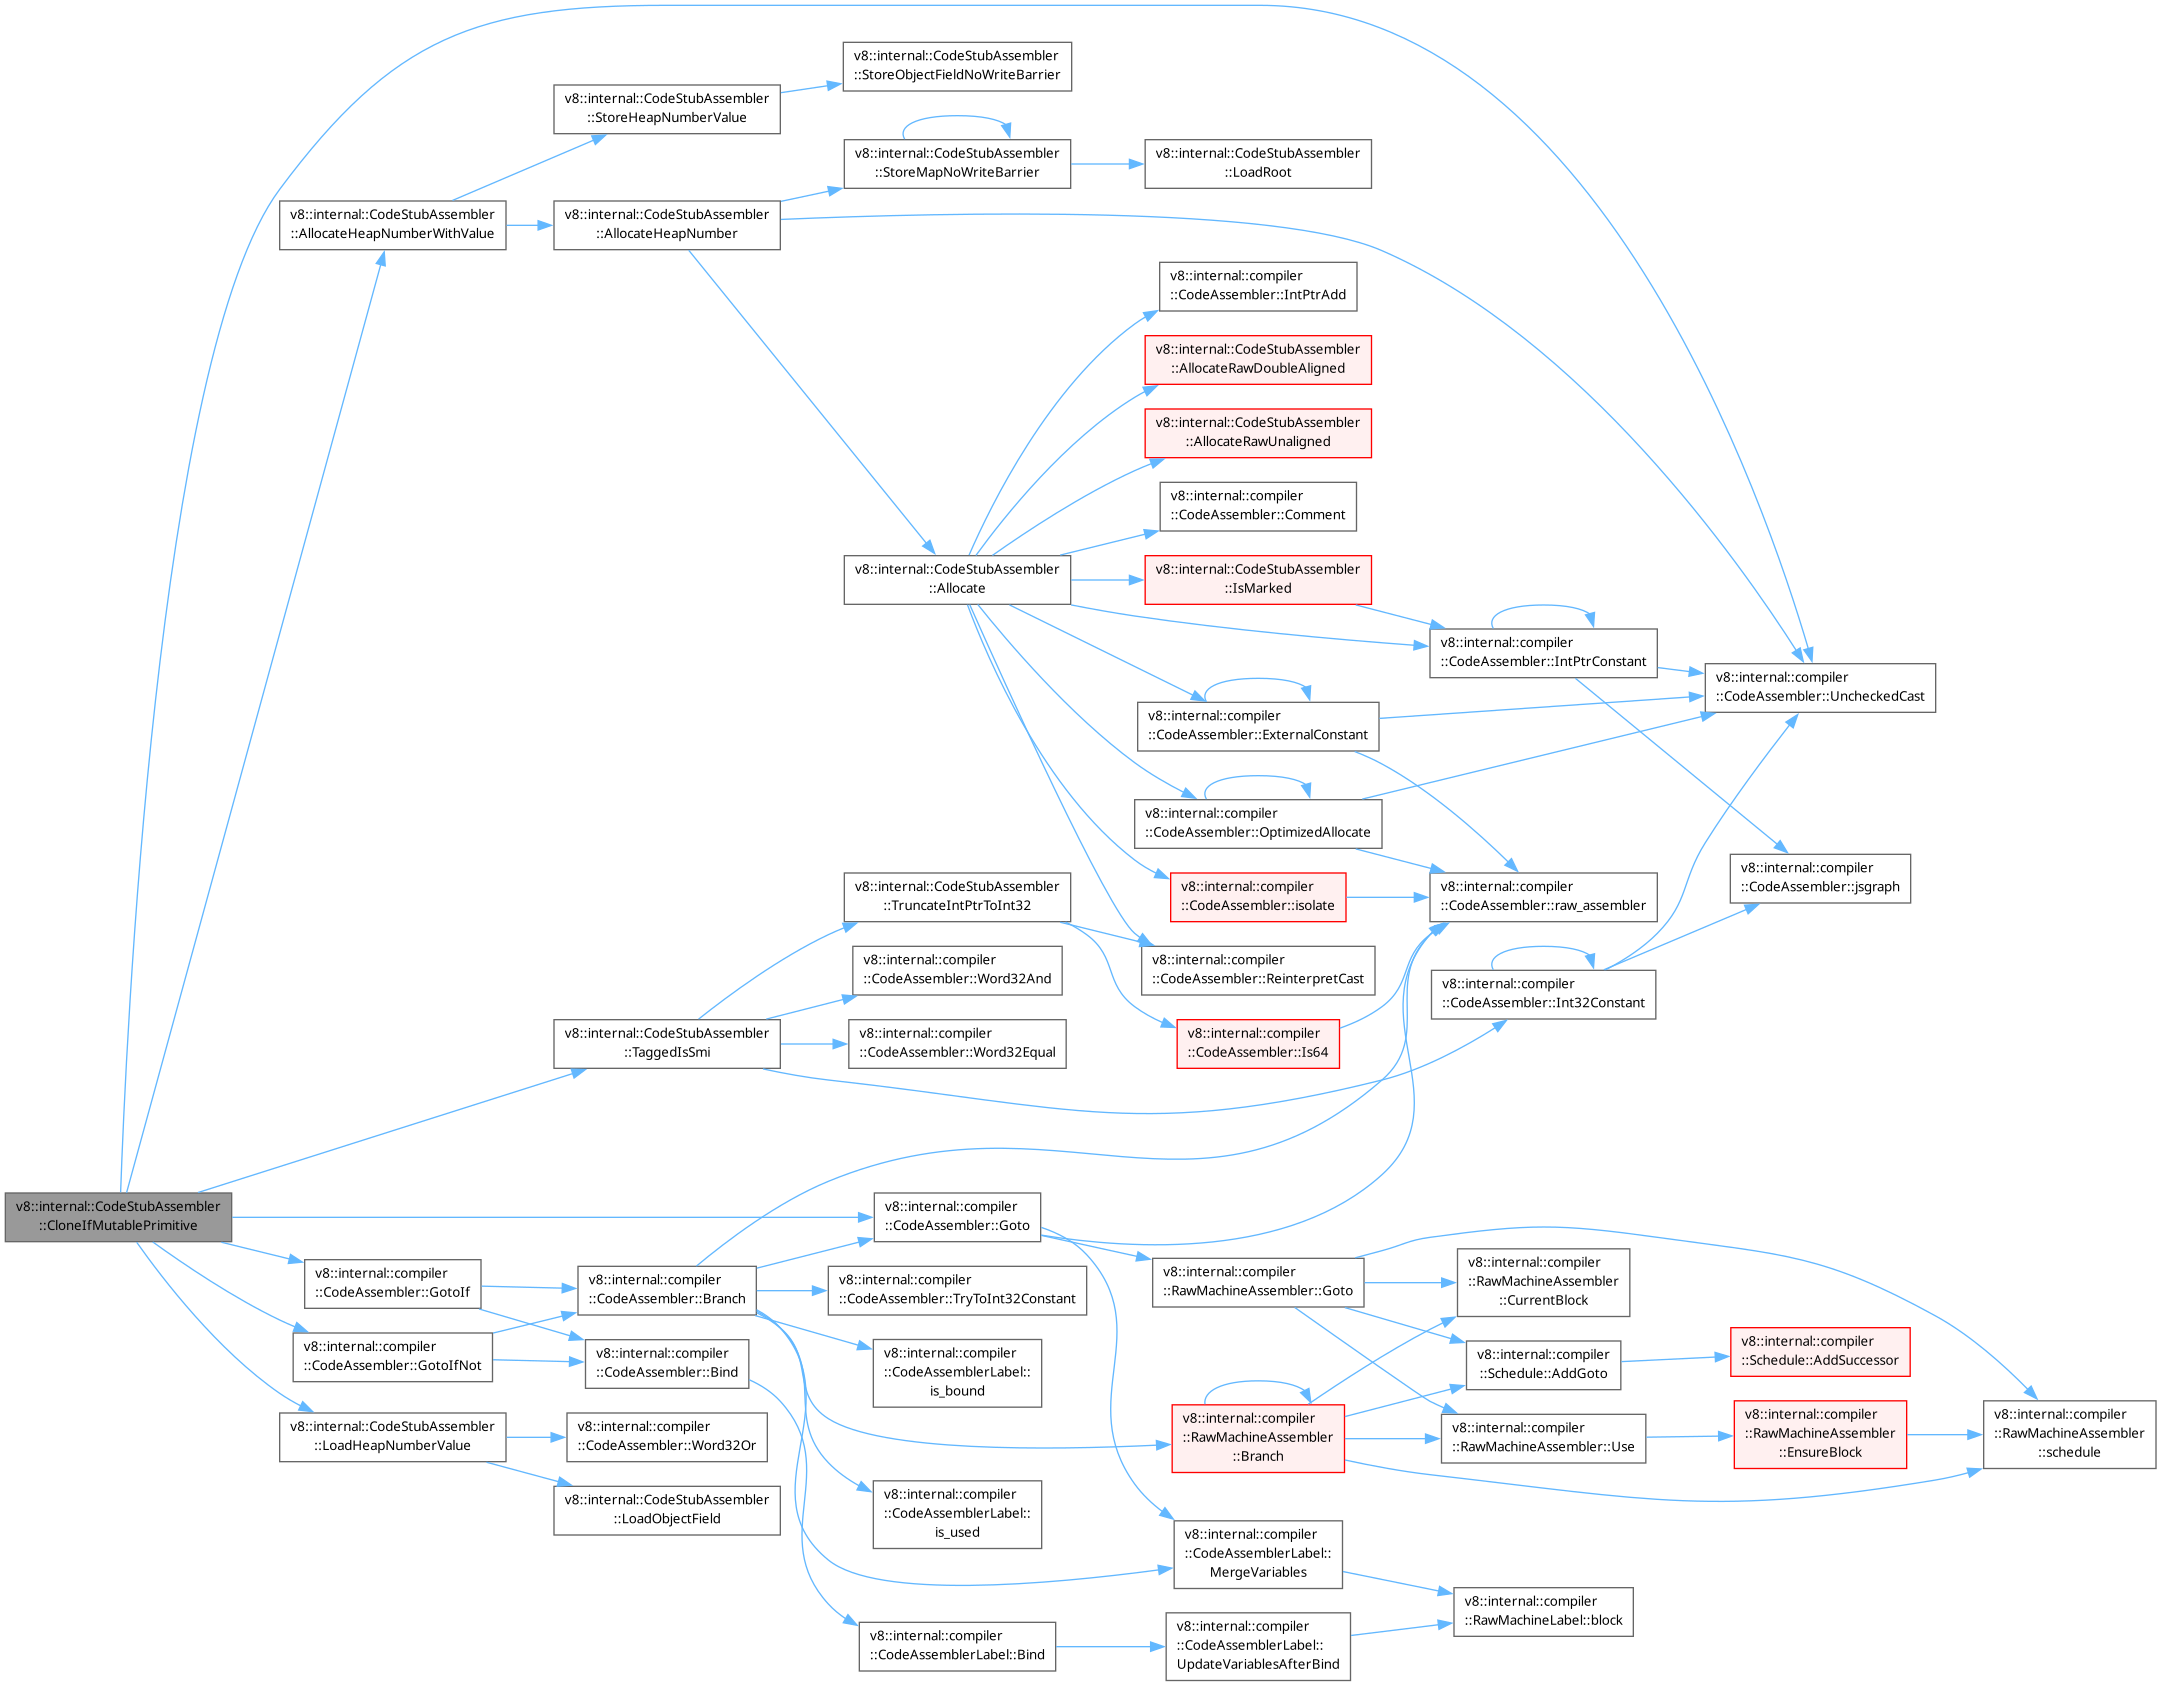 v8::internal::CodeStubAssembler
::CloneIfMutablePrimitive
v8::internal::CodeStubAssembler
::AllocateHeapNumberWithValue
v8::internal::compiler
::CodeAssembler::GotoIf
v8::internal::compiler
::CodeAssembler::GotoIfNot
v8::internal::CodeStubAssembler
::LoadHeapNumberValue
v8::internal::CodeStubAssembler
::StoreHeapNumberValue
v8::internal::CodeStubAssembler
::AllocateHeapNumber
v8::internal::CodeStubAssembler
::TaggedIsSmi
v8::internal::compiler
::CodeAssembler::Branch
v8::internal::compiler
::CodeAssembler::Bind
v8::internal::compiler
::CodeAssembler::Word32Or
v8::internal::CodeStubAssembler
::LoadObjectField
v8::internal::CodeStubAssembler
::StoreObjectFieldNoWriteBarrier
v8::internal::CodeStubAssembler
::StoreMapNoWriteBarrier
v8::internal::CodeStubAssembler
::Allocate
v8::internal::CodeStubAssembler
::TruncateIntPtrToInt32
v8::internal::compiler
::CodeAssembler::Word32And
v8::internal::compiler
::CodeAssembler::Word32Equal
v8::internal::compiler
::CodeAssembler::Goto
v8::internal::compiler
::CodeAssembler::TryToInt32Constant
v8::internal::compiler
::CodeAssemblerLabel::
is_bound
v8::internal::compiler
::CodeAssemblerLabel::
is_used
v8::internal::compiler
::CodeAssemblerLabel::Bind
v8::internal::CodeStubAssembler
::LoadRoot
v8::internal::compiler
::CodeAssembler::IntPtrAdd
v8::internal::CodeStubAssembler
::AllocateRawDoubleAligned
v8::internal::CodeStubAssembler
::AllocateRawUnaligned
v8::internal::compiler
::CodeAssembler::Comment
v8::internal::CodeStubAssembler
::IsMarked
v8::internal::compiler
::CodeAssembler::ExternalConstant
v8::internal::compiler
::CodeAssembler::OptimizedAllocate
v8::internal::compiler
::CodeAssembler::isolate
v8::internal::compiler
::CodeAssembler::ReinterpretCast
v8::internal::compiler
::CodeAssembler::Is64
v8::internal::compiler
::RawMachineAssembler::Goto
v8::internal::compiler
::RawMachineAssembler
::Branch
v8::internal::compiler
::CodeAssemblerLabel::
MergeVariables
v8::internal::compiler
::CodeAssemblerLabel::
UpdateVariablesAfterBind
v8::internal::compiler
::CodeAssembler::IntPtrConstant
v8::internal::compiler
::CodeAssembler::raw_assembler
v8::internal::compiler
::CodeAssembler::Int32Constant
v8::internal::compiler
::RawMachineAssembler
::CurrentBlock
v8::internal::compiler
::Schedule::AddGoto
v8::internal::compiler
::RawMachineAssembler::Use
v8::internal::compiler
::RawMachineLabel::block
v8::internal::compiler
::CodeAssembler::UncheckedCast
v8::internal::compiler
::CodeAssembler::jsgraph
v8::internal::compiler
::Schedule::AddSuccessor
v8::internal::compiler
::RawMachineAssembler
::EnsureBlock
v8::internal::compiler
::RawMachineAssembler
::schedule